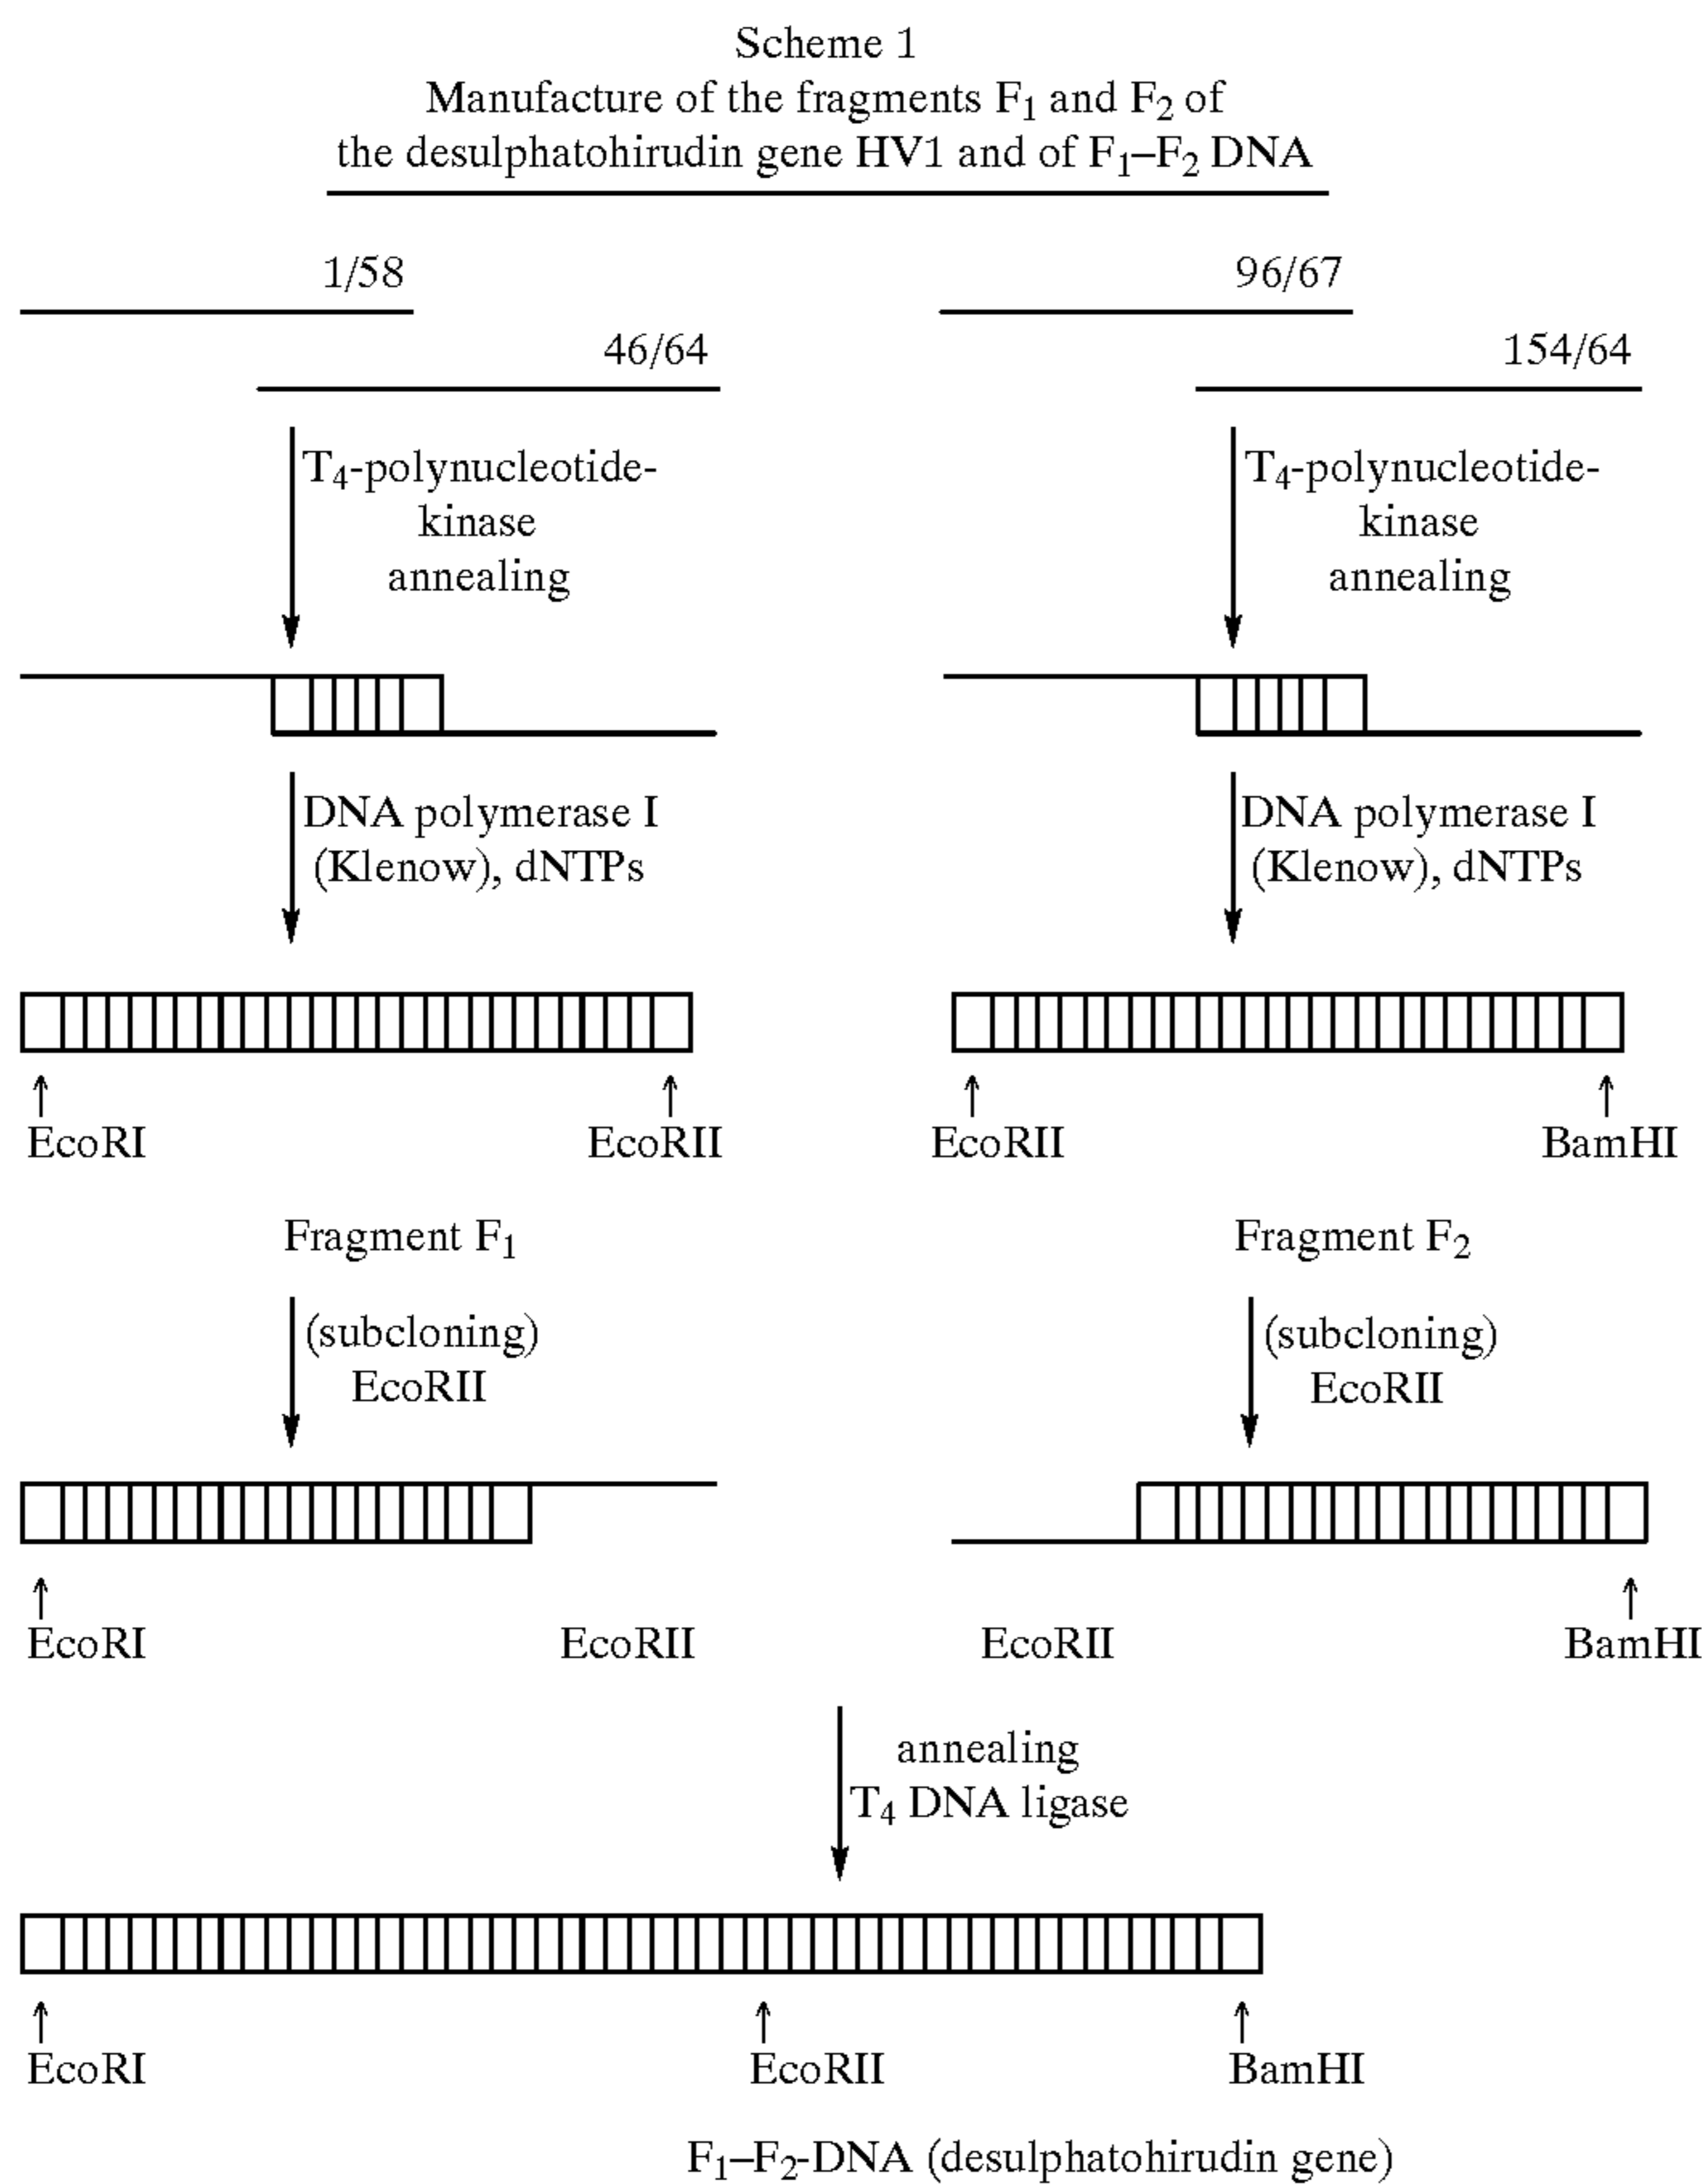 Scheme 1
Manufacture of the fragments F₁ and F₂ of
the desulphatohirudin gene HV1 and of F₁–F₂ DNA
1/58
96/67
46/64
154/64
T₄-polynucleotide-
kinase
annealing
T₄-polynucleotide-
kinase
annealing
DNA polymerase I
(Klenow), dNTPs
DNA polymerase I
(Klenow), dNTPs
EcoRI
EcoRII
EcoRII
BamHI
Fragment F₁
Fragment F₂
(subcloning)
EcoRII
(subcloning)
EcoRII
EcoRI
EcoRII
EcoRII
BamHI
annealing
T₄ DNA ligase
EcoRI
EcoRII
BamHI
F₁–F₂-DNA (desulphatohirudin gene)